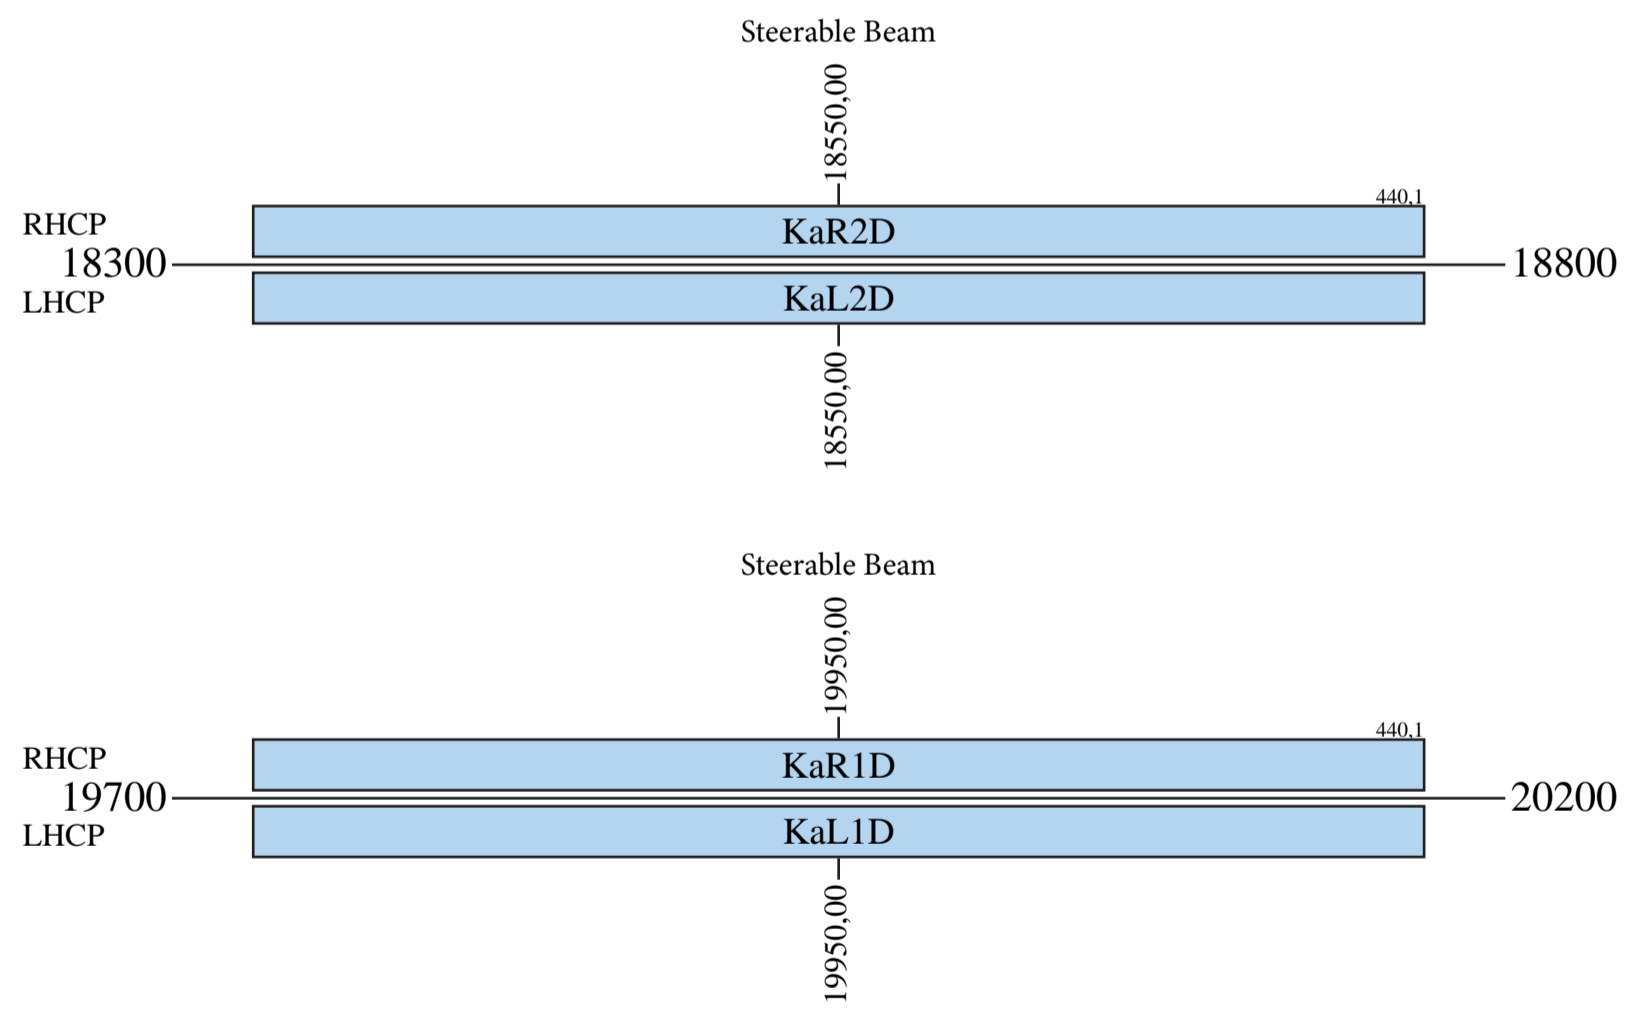 Steerable Beam
18550,00
440,1
RHCP
KaR2D
18300
18800
LHCP
KaL2D
18550,00
Steerable Beam
19950,00
440,1
RHCP
KaR1D
19700
20200
LHCP
KaL1D
19950,00